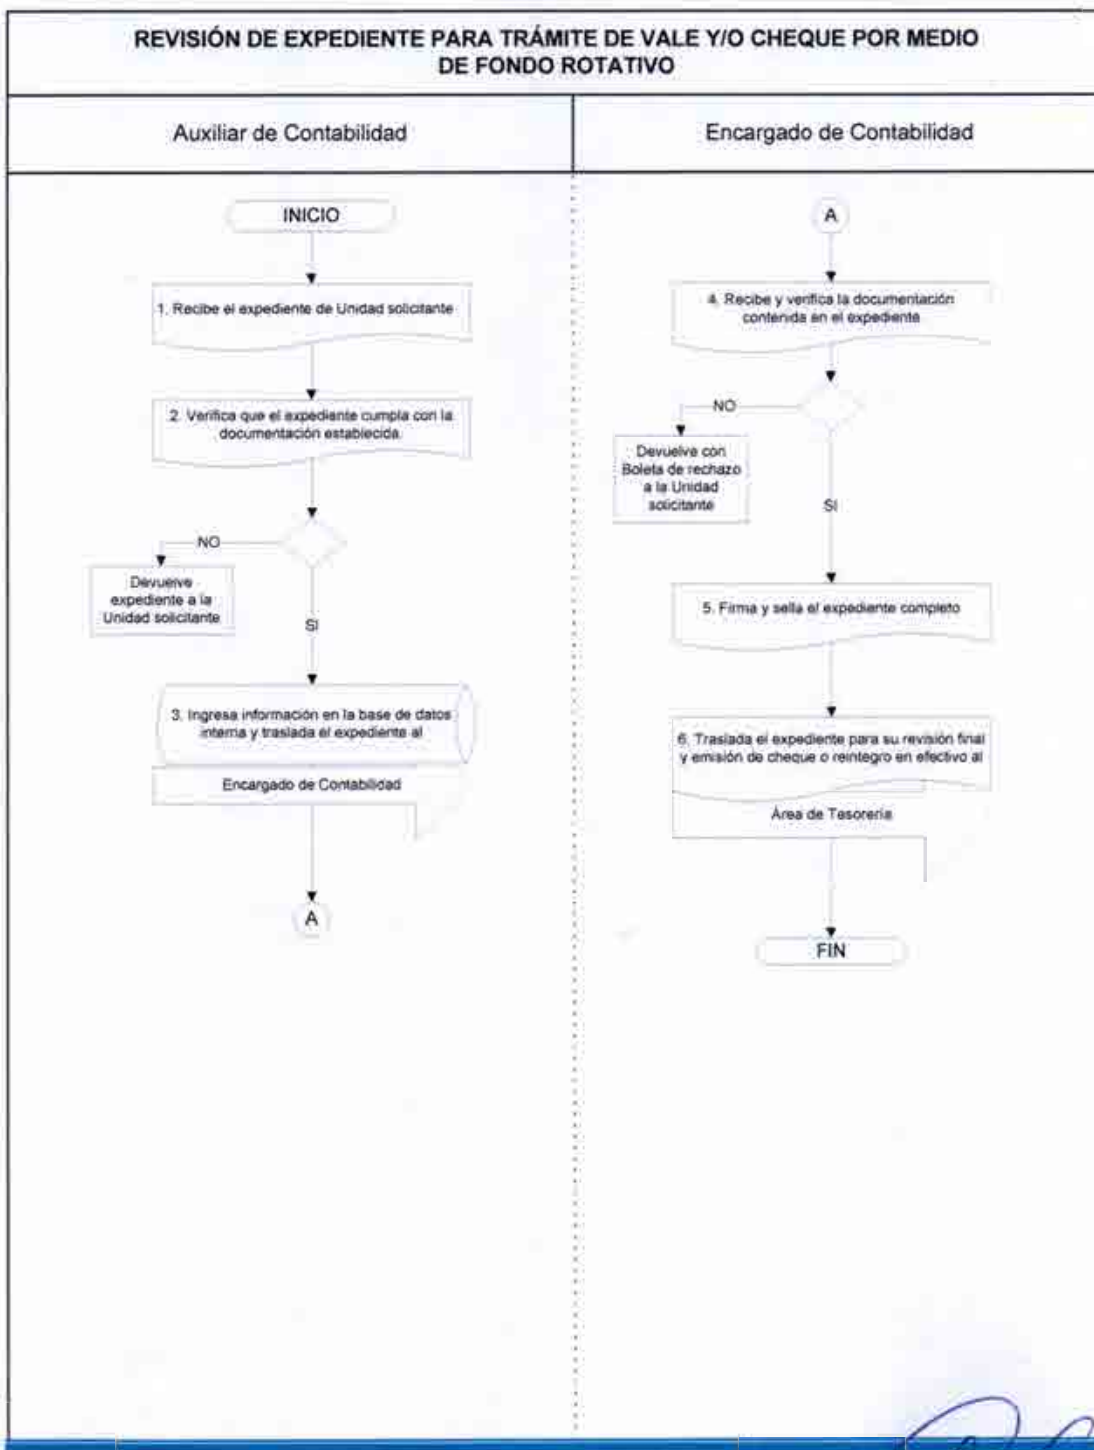 REVISIÓN DE EXPEDIENTE PARA TRÁMITE DE VALE Y/O CHEQUE POR MEDIO
DE FONDO ROTATIVO
Auxiliar de Contabilidad
Encargado de Contabilidad
INICIO
1. Recibe el expediente de Unidad solicitante
2. Verifica que el expediente cumpla con la
documentación establecida.
NO
Devuelve
expediente a la
Unidad solicitante
SI
3. Ingresa información en la base de datos
interna y traslada el expediente al
Encargado de Contabilidad
A
A
4. Recibe y verifica la documentación
contenida en el expediente
NO
Devuelve con
Boleta de rechazo
a la Unidad
solicitante
SI
5. Firma y sella el expediente completo
6. Traslada el expediente para su revisión final
y emisión de cheque o reintegro en efectivo al
Área de Tesorería
FIN